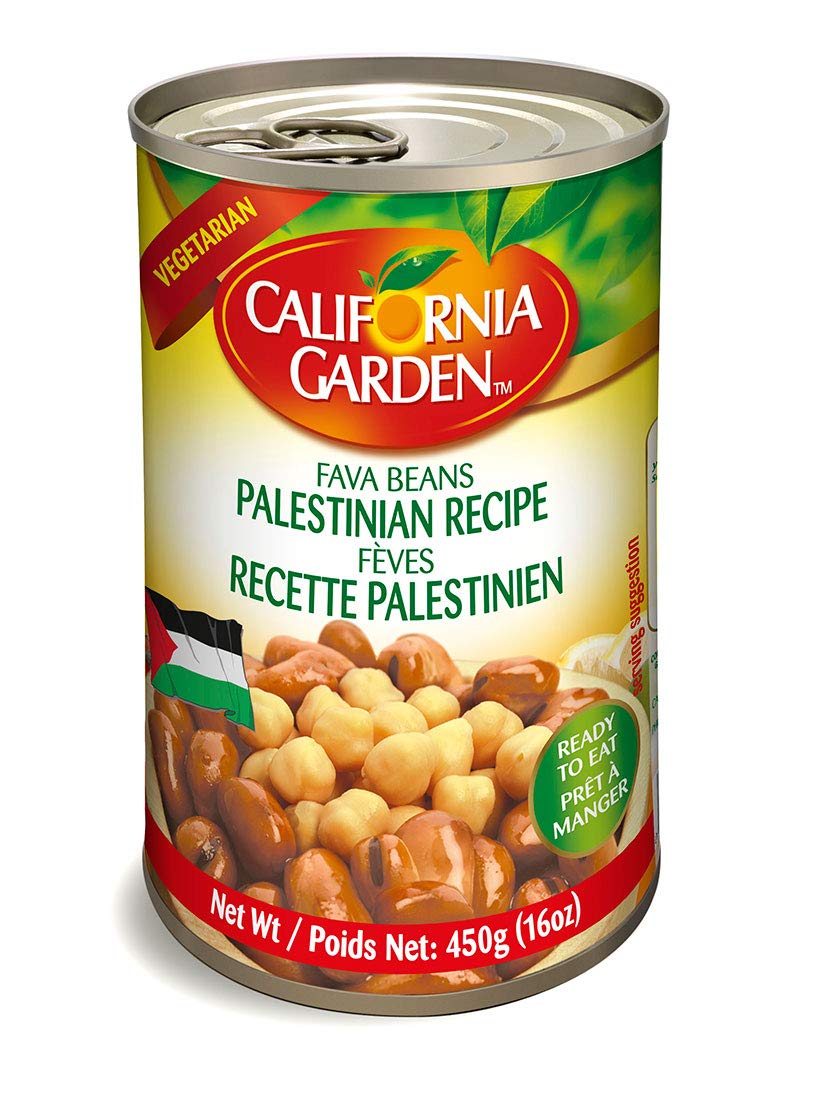 VEGETARIAN
CALIFORNIA
GARDEN™
FAVA BEANS
PALESTINIAN RECIPE
FÈVES
RECETTE PALESTINIEN
serving suggestion
READY
TO EAT
PRÊT À
MANGER
Net Wt / Poids Net: 450g (16oz)